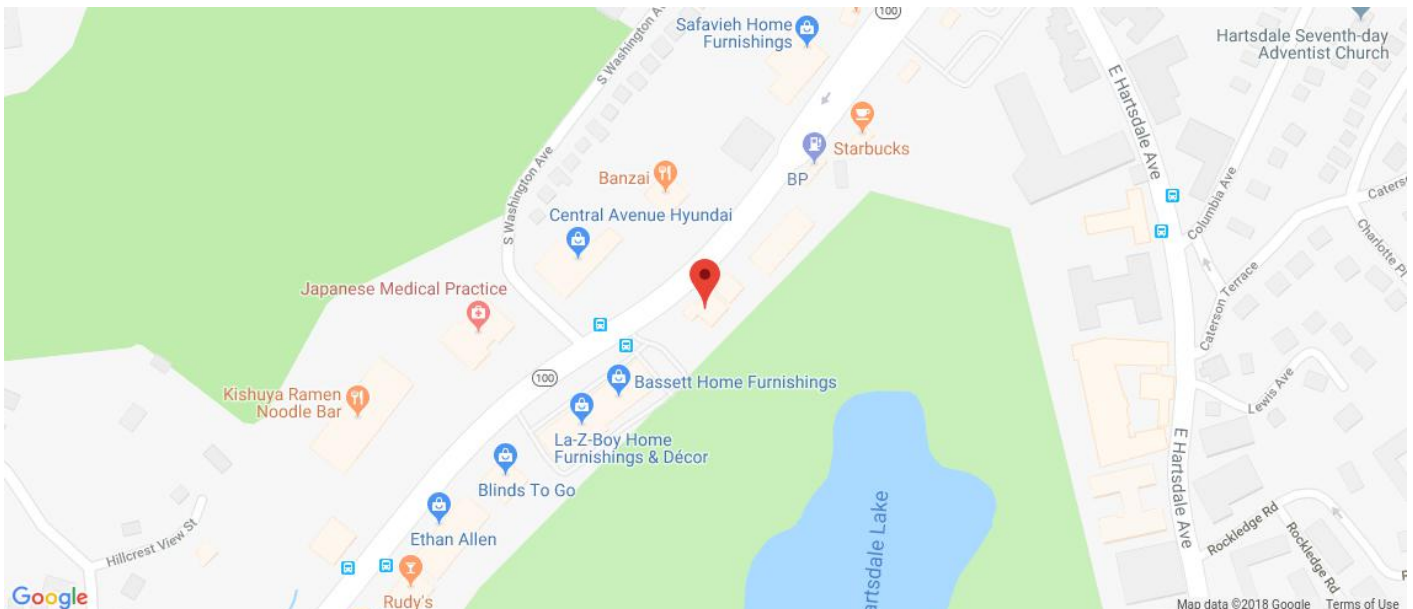 100
Safavieh Home
Furnishings
Hartsdale Seventh-day
Adventist Church
S Washington Ave
E Hartsdale Ave
Starbucks
BP
Banzai
Columbia Ave
Central Avenue Hyundai
S Washington Ave
Charlotte Pl
Caterson Terrace
Japanese Medical Practice
100
Bassett Home Furnishings
Kishuya Ramen
Noodle Bar
Lewis Ave
La-Z-Boy Home
Furnishings & Décor
E Hartsdale Ave
Blinds To Go
Hillcrest View St
Ethan Allen
artsdale Lake
Rockledge Rd
Rockledge Rd
Rudy's
Google
Map data ©2018 Google
Terms of Use